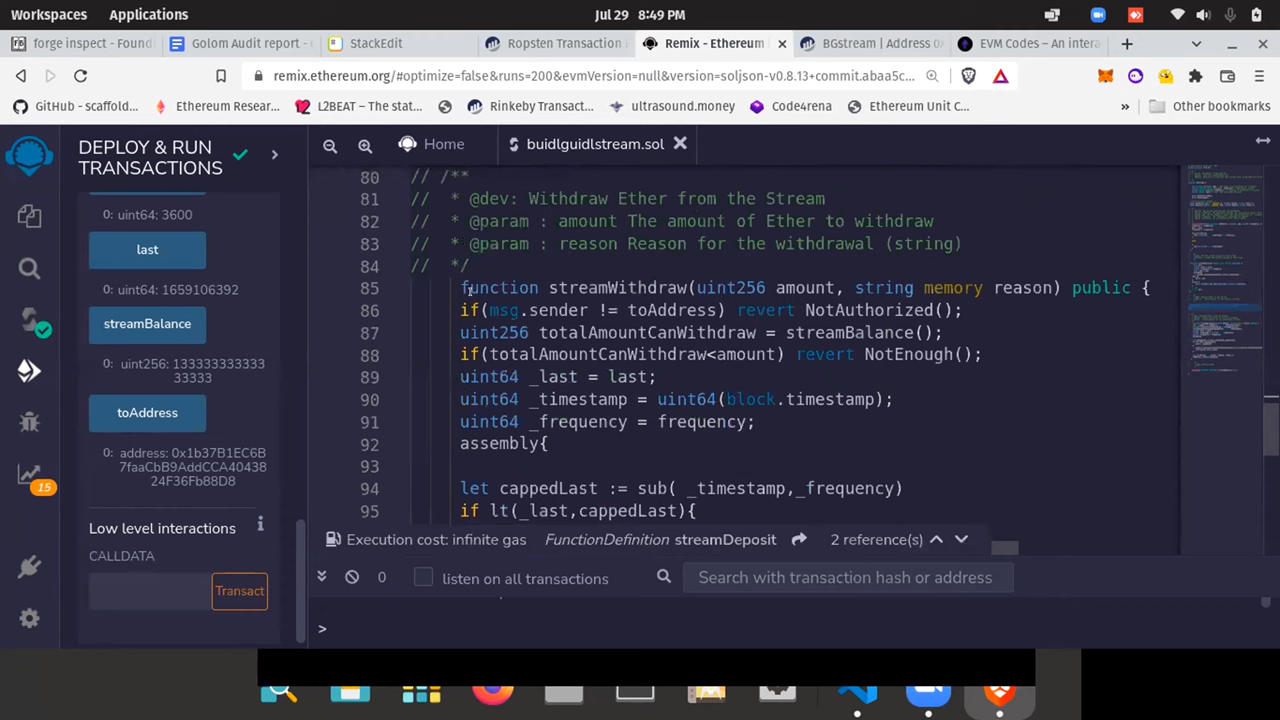 Workspaces Applications Jul 29 8:49 PM
forge inspect - Found
Golom Audit report -
StackEdit
Ropsten Transaction
Remix - Ethereum
BGstream | Address 0x
EVM Codes – An intera
remix.ethereum.org/#optimize=false&runs=200&evmVersion=null&version=soljson-v0.8.13+commit.abaa5c...
GitHub - scaffold...
Ethereum Resear...
L2BEAT – The stat...
Rinkeby Transact...
ultrasound.money
Code4rena
Ethereum Unit C...
»
Other bookmarks
DEPLOY & RUN
TRANSACTIONS
0: uint64: 3600
last
0: uint64: 1659106392
streamBalance
0: uint256: 133333333333
33333
toAddress
0: address: 0x1b37B1EC6B
7faaCbB9AddCCA40438
24F36Fb88D8
Low level interactions
CALLDATA
Transact
15
Home
buidlguidlstream.sol
80 // /**
81 // * @dev: Withdraw Ether from the Stream
82 // * @param : amount The amount of Ether to withdraw
83 // * @param : reason Reason for the withdrawal (string)
84 // */
85 function streamWithdraw(uint256 amount, string memory reason) public {
86 if(msg.sender != toAddress) revert NotAuthorized();
87 uint256 totalAmountCanWithdraw = streamBalance();
88 if(totalAmountCanWithdraw<amount) revert NotEnough();
89 uint64 _last = last;
90 uint64 _timestamp = uint64(block.timestamp);
91 uint64 _frequency = frequency;
92 assembly{
93
94 let cappedLast := sub( _timestamp,_frequency)
95 if lt(_last,cappedLast){
Execution cost: infinite gas FunctionDefinition streamDeposit 2 reference(s)
0 listen on all transactions Search with transaction hash or address
>